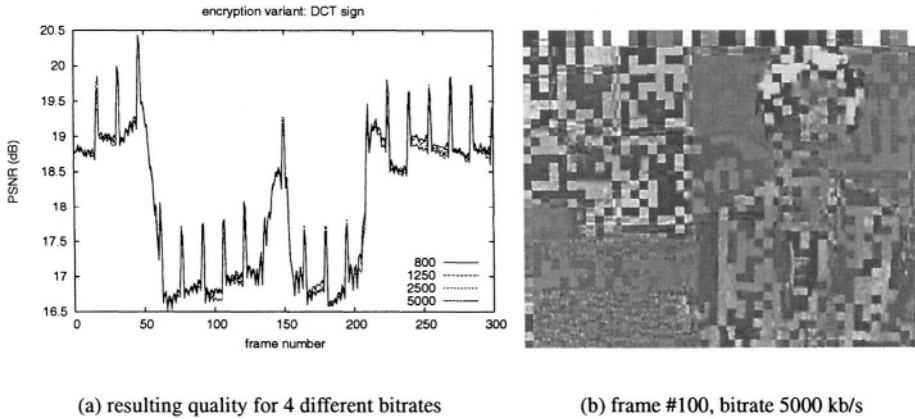 encryption variant: DCT sign
20.5
20
19.5
19
18.5
18
17.5
17
16.5
PSNR (dB)
800
1250
2500
5000
0 50 100 150 200 250 300
frame number
(a) resulting quality for 4 different bitrates
(b) frame #100, bitrate 5000 kb/s